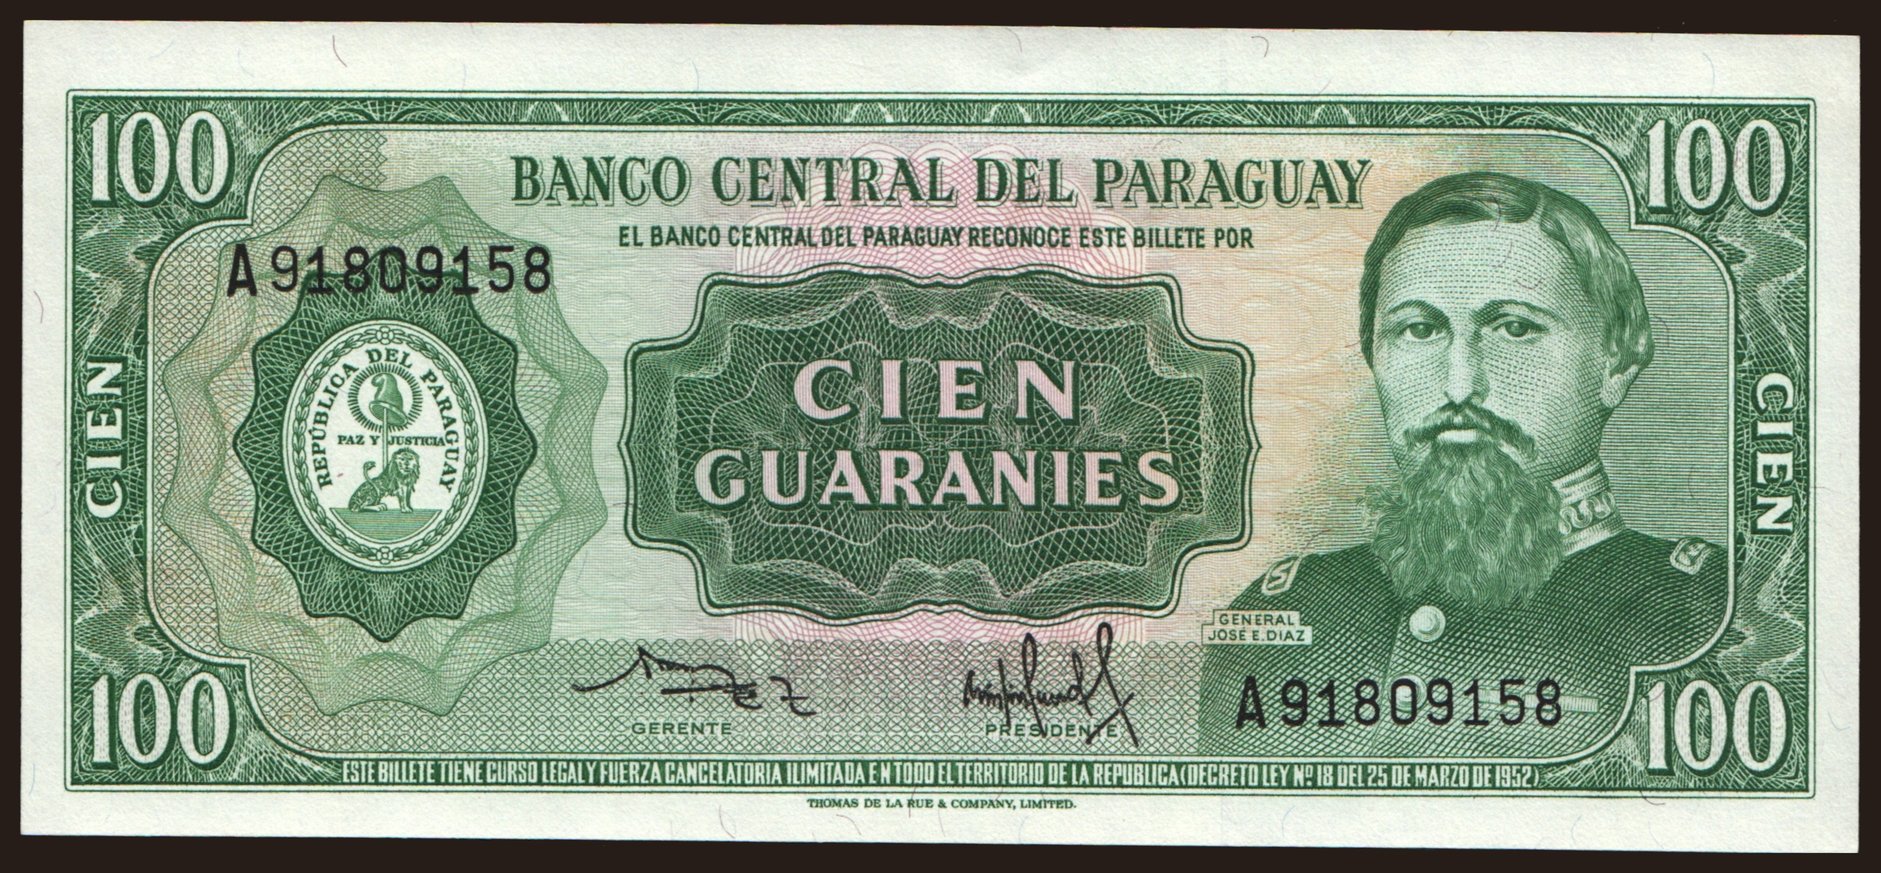 100
100
BANCO CENTRAL DEL PARAGUAY
EL BANCO CENTRAL DEL PARAGUAY RECONOCE ESTE BILLETE POR
A91809158
REPÚBLICA DEL PARAGUAY
PAZ Y JUSTICIA
CIEN
CIEN
GUARANIES
CIEN
GENERAL
JOSE E. DIAZ
GERENTE
PRESIDENTE
A91809158
100
100
ESTE BILLETE TIENE CURSO LEGAL Y FUERZA CANCELATORIA ILIMITADA EN TODO EL TERRITORIO DE LA REPUBLICA (DECRETO LEY Nº 18 DEL 25 DE MARZO DE 1952)
THOMAS DE LA RUE & COMPANY, LIMITED.